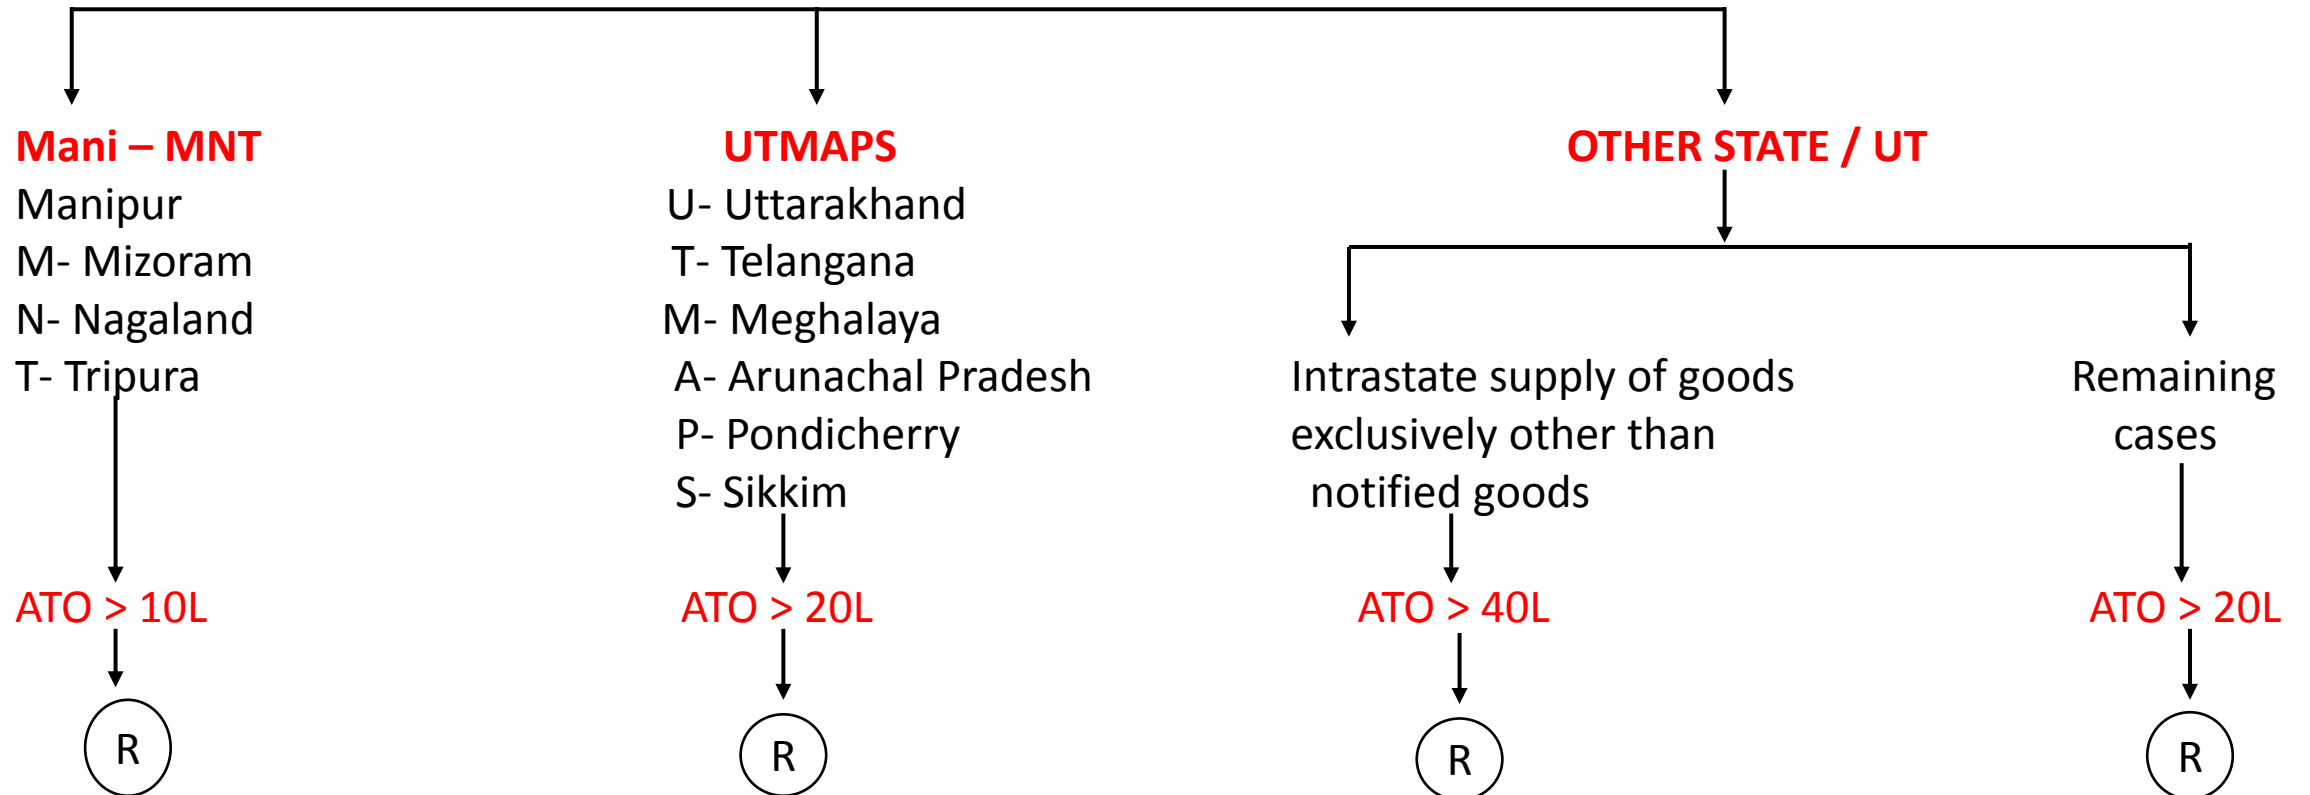 Mani – MNT
Manipur
M- Mizoram
N- Nagaland
T- Tripura
ATO > 10L
R
UTMAPS
U- Uttarakhand
T- Telangana
M- Meghalaya
A- Arunachal Pradesh
P- Pondicherry
S- Sikkim
ATO > 20L
R
OTHER STATE / UT
Intrastate supply of goods
exclusively other than
notified goods
ATO > 40L
R
Remaining
cases
ATO > 20L
R